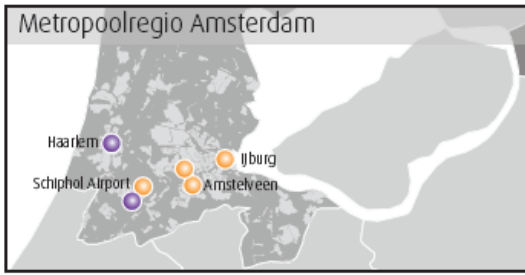 Metropoolregio Amsterdam
Haarlem
IJburg
Schiphol Airport
Amstelveen